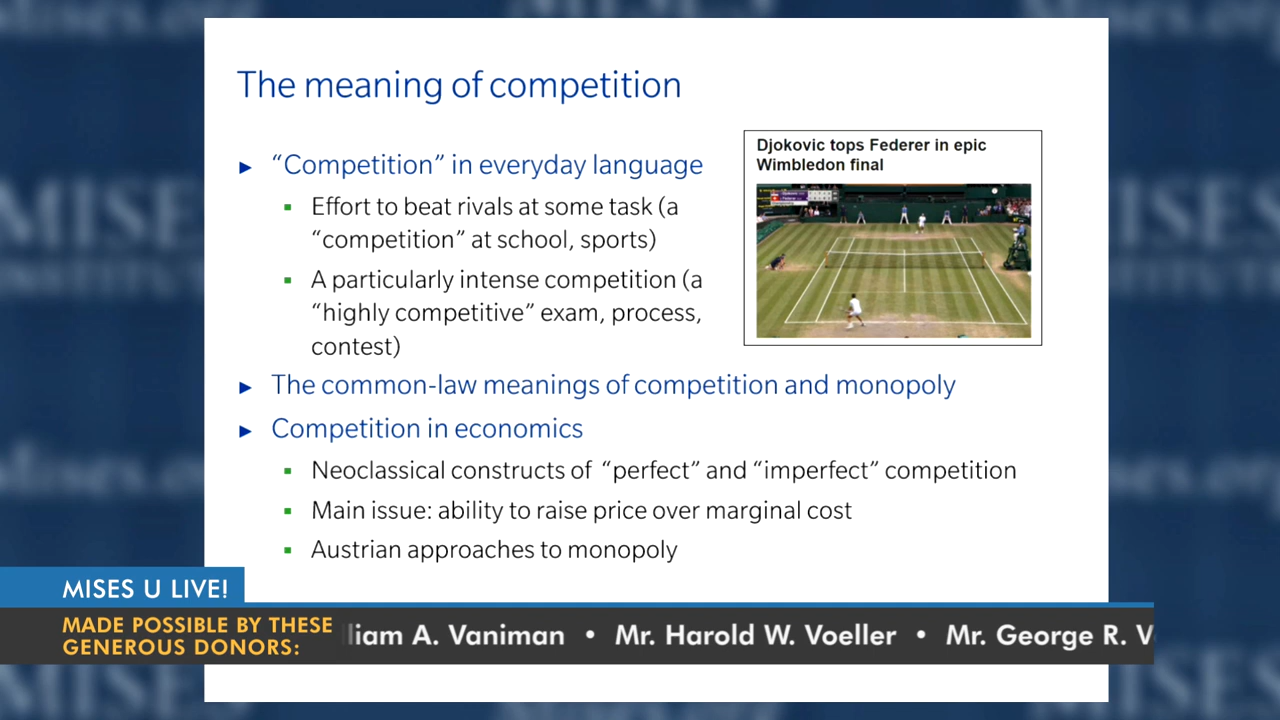 The meaning of competition
► “Competition” in everyday language
▪ Effort to beat rivals at some task (a
“competition” at school, sports)
▪ A particularly intense competition (a
“highly competitive” exam, process,
contest)
Djokovic tops Federer in epic
Wimbledon final
► The common-law meanings of competition and monopoly
► Competition in economics
▪ Neoclassical constructs of “perfect” and “imperfect” competition
▪ Main issue: ability to raise price over marginal cost
▪ Austrian approaches to monopoly
MISES U LIVE!
MADE POSSIBLE BY THESE
GENEROUS DONORS:
liam A. Vaniman • Mr. Harold W. Voeller • Mr. George R. V